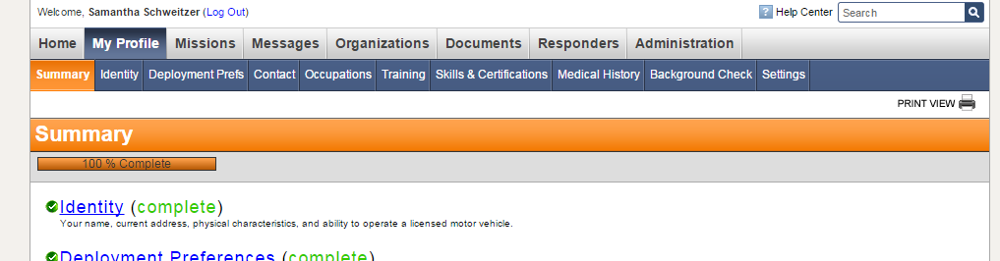 Welcome, Samantha Schweitzer (Log Out) Help Center Search
Home My Profile Missions Messages Organizations Documents Responders Administration
Summary Identity Deployment Prefs Contact Occupations Training Skills & Certifications Medical History Background Check Settings
PRINT VIEW
Summary
100 % Complete
Identity (complete)
Your name, current address, physical characteristics, and ability to operate a licensed motor vehicle.
Deployment Preferences (complete)